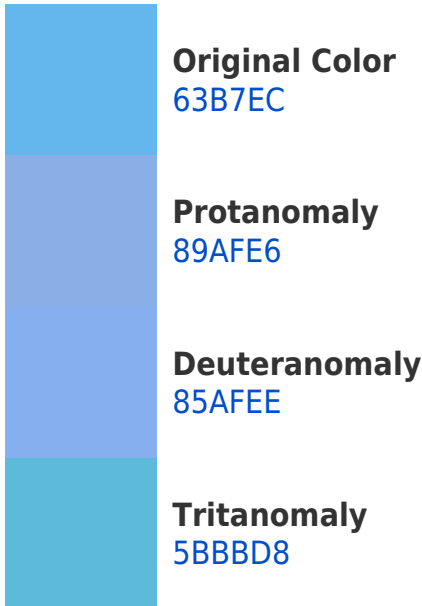 Original Color
63B7EC
Protanomaly
89AFE6
Deuteranomaly
85AFEE
Tritanomaly
5BBBD8